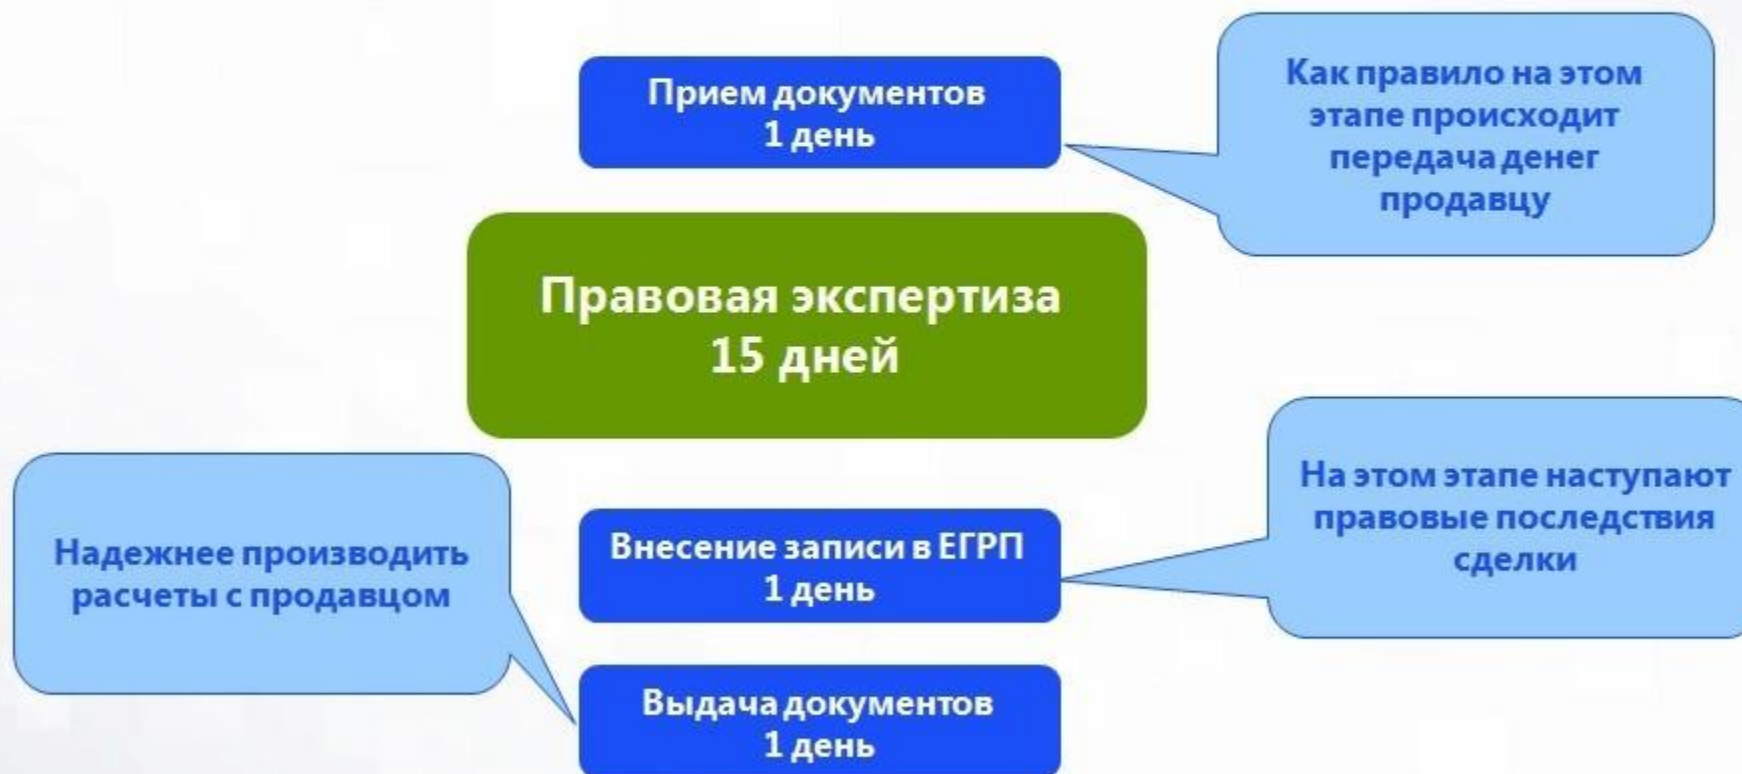 Прием документов
1 день
Как правило на этом
этапе происходит
передача денег
продавцу
Правовая экспертиза
15 дней
На этом этапе наступают
правовые последствия
сделки
Надежнее производить
расчеты с продавцом
Внесение записи в ЕГРП
1 день
Выдача документов
1 день